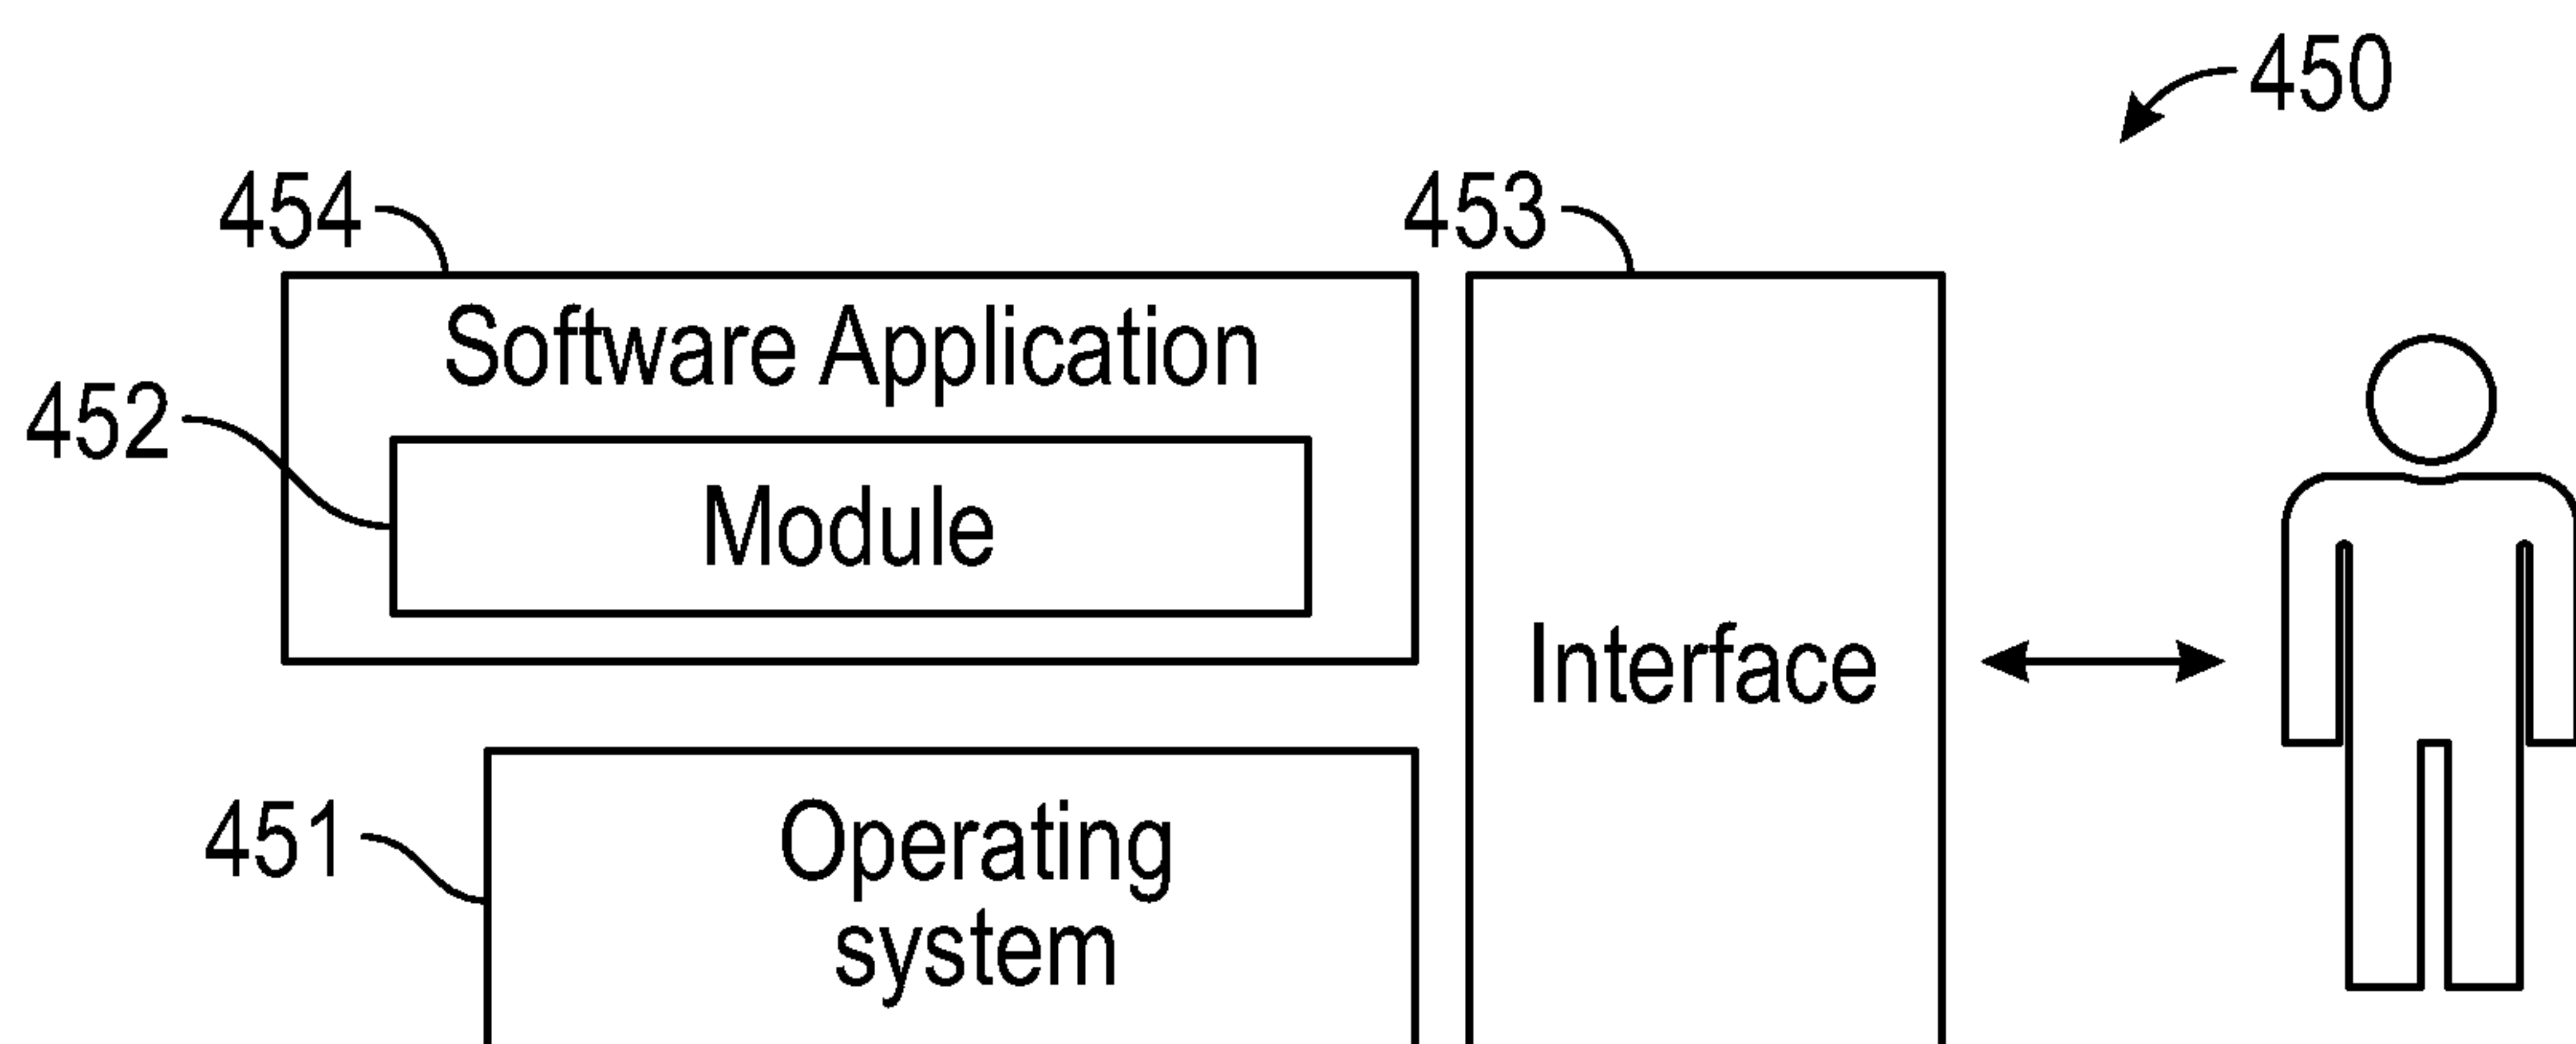 450
454
453
Software Application
452
Module
Interface
451
Operating
system